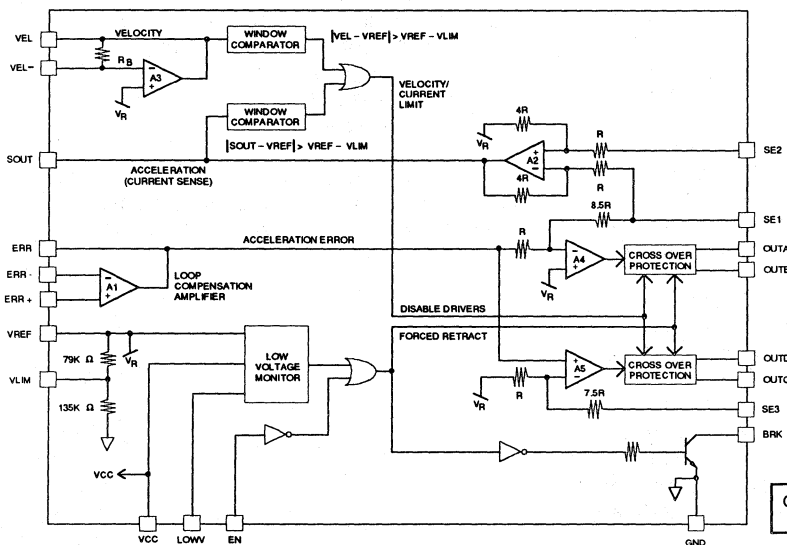 VEL
VELOCITY
WINDOW COMPARATOR
|VEL – VREF| > VREF – VLIM
VEL–
RB
A3
VR
VELOCITY/ CURRENT LIMIT
WINDOW COMPARATOR
|SOUT – VREF| > VREF – VLIM
SOUT
ACCELERATION (CURRENT SENSE)
4R
VR
A2
R
SE2
4R
R
8.5R
SE1
ERR
ACCELERATION ERROR
R
A4
VR
CROSS OVER PROTECTION
OUTA
ERR -
ERR +
A1
LOOP COMPENSATION AMPLIFIER
DISABLE DRIVERS
VREF
79K Ω
VR
LOW VOLTAGE MONITOR
FORCED RETRACT
VLIM
135K Ω
A5
CROSS OVER PROTECTION
OUTD
OUTC
VR
R
7.5R
SE3
BRK
VCC
VCC
LOWV
EN
GND